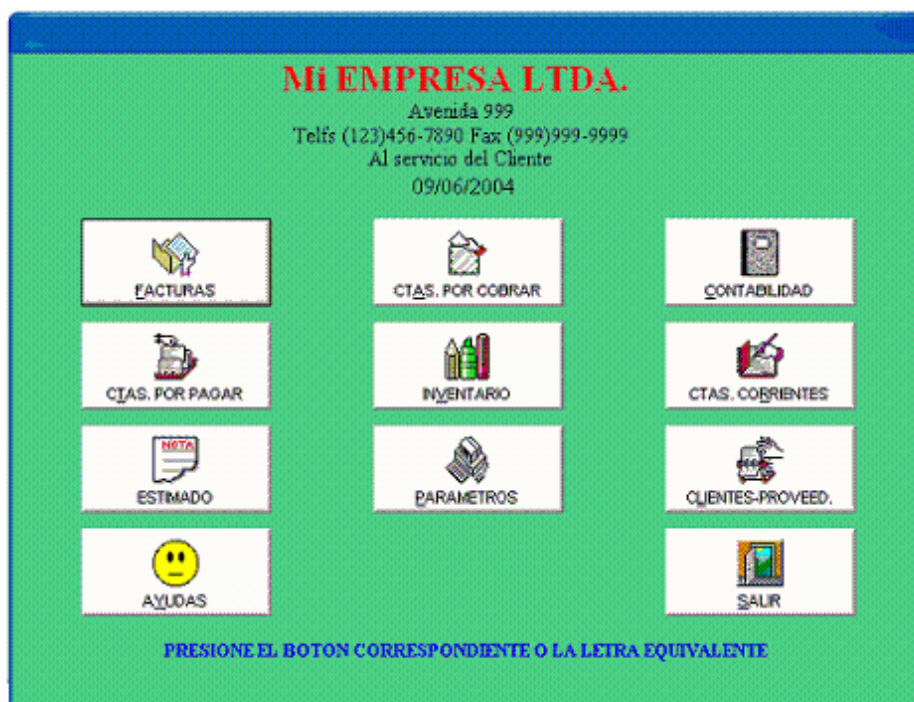 Mi EMPRESA LTDA.
Avenida 999
Telfs (123)456-7890 Fax (999)999-9999
Al servicio del Cliente
09/06/2004
FACTURAS
CTAS. POR COBRAR
CONTABILIDAD
CTAS. POR PAGAR
INVENTARIO
CTAS. CORRIENTES
NOTA
ESTIMADO
PARAMETROS
CLIENTES-PROVEED.
AYUDAS
SALIR
PRESIONE EL BOTON CORRESPONDIENTE O LA LETRA EQUIVALENTE